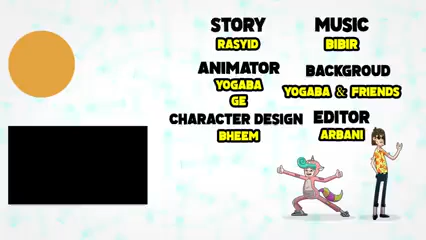 STORY
RASYID
ANIMATOR
YOGABA
GE
CHARACTER DESIGN
BHEEM
MUSIC
BIBIR
BACKGROUD
YOGABA & FRIENDS
EDITOR
ARBANI